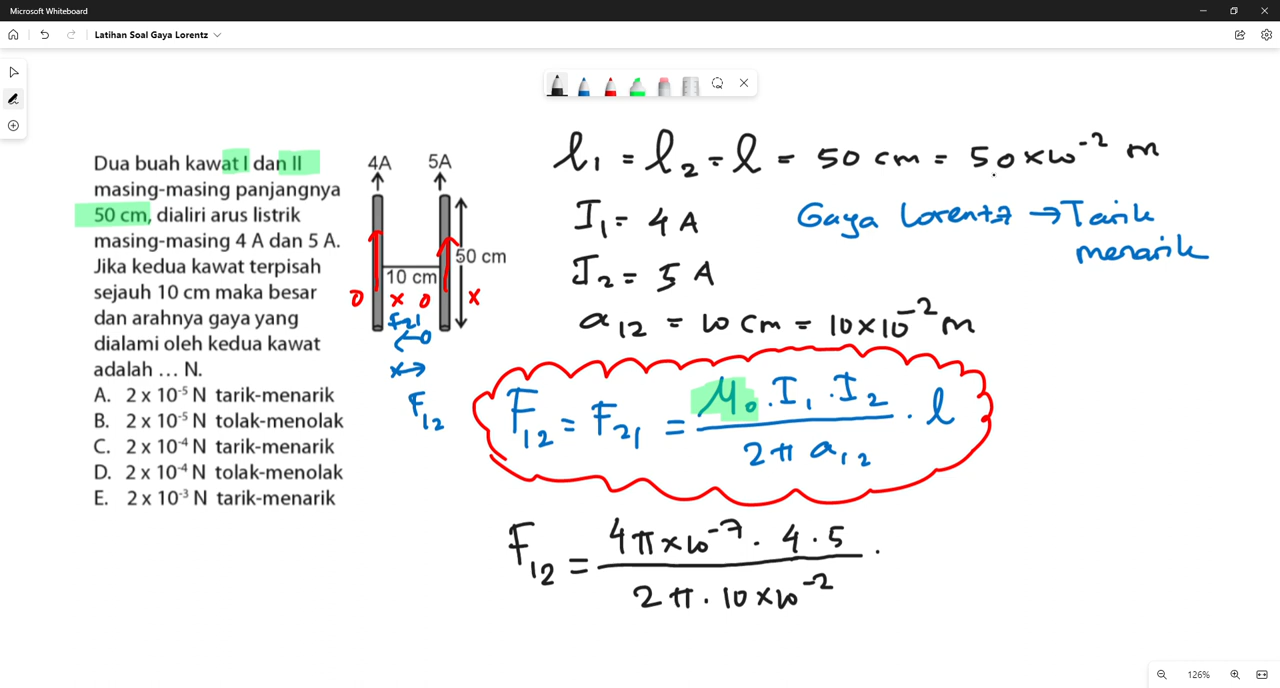 Microsoft Whiteboard
Latihan Soal Gaya Lorentz
Dua buah kawat I dan II
masing-masing panjangnya
50 cm, dialiri arus listrik
masing-masing 4 A dan 5 A.
Jika kedua kawat terpisah
sejauh 10 cm maka besar
dan arahnya gaya yang
dialami oleh kedua kawat
adalah ... N.
A. 2 x 10⁻⁵ N tarik-menarik
B. 2 x 10⁻⁵ N tolak-menolak
C. 2 x 10⁻⁴ N tarik-menarik
D. 2 x 10⁻⁴ N tolak-menolak
E. 2 x 10⁻³ N tarik-menarik
4A 5A
50 cm
10 cm
O x O x
F21
F12
l1 = l2 = l = 50 cm = 50 x 10⁻² m
I1 = 4 A
Gaya Lorentz → Tarik
menarik
I2 = 5 A
a12 = 10 cm = 10 x 10⁻² m
F12 = F21 = μ0 . I1 . I2 / 2π a12 . l
F12 = 4π x 10⁻⁷ . 4 . 5 / 2π . 10 x 10⁻² .
126%